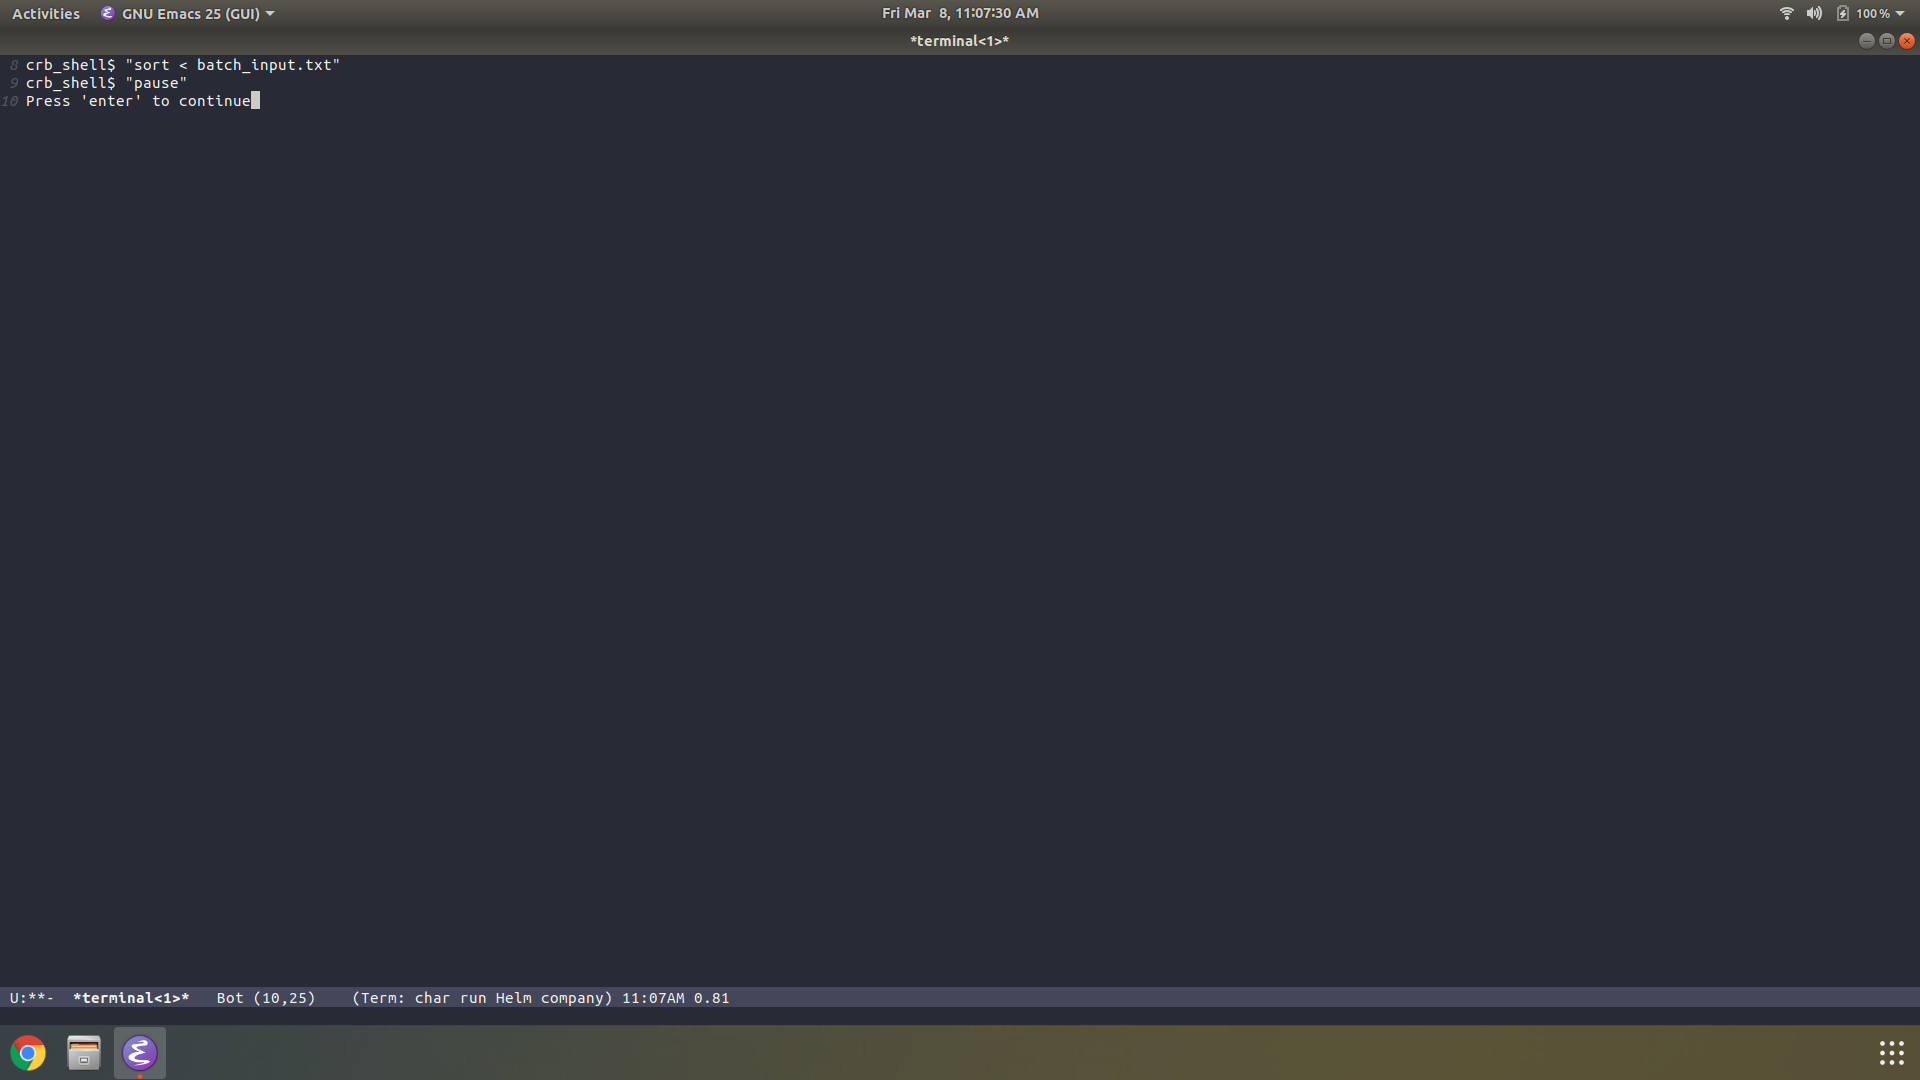 Activities GNU Emacs 25 (GUI) Fri Mar 8, 11:07:30 AM 100 %
*terminal<1>*
8 crb_shell$ "sort < batch_input.txt"
9 crb_shell$ "pause"
10 Press 'enter' to continue
U:**- *terminal<1>* Bot (10,25) (Term: char run Helm company) 11:07AM 0.81